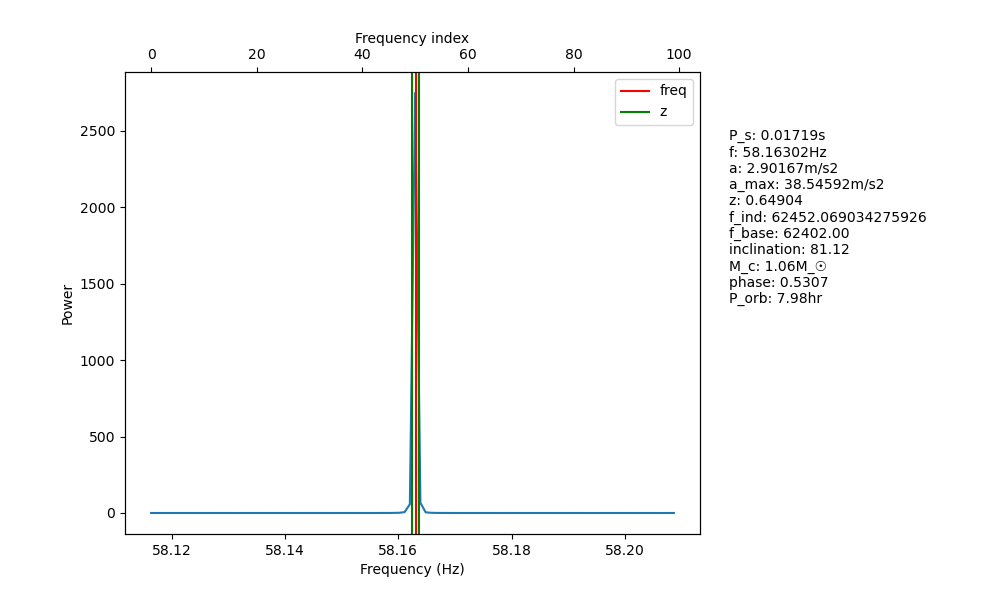 Frequency index
0 20 40 60 80 100
freq
z
2500
2000
1500
1000
500
0
Power
58.12 58.14 58.16 58.18 58.20
Frequency (Hz)
P_s: 0.01719s
f: 58.16302Hz
a: 2.90167m/s2
a_max: 38.54592m/s2
z: 0.64904
f_ind: 62452.069034275926
f_base: 62402.00
inclination: 81.12
M_c: 1.06M_☉
phase: 0.5307
P_orb: 7.98hr